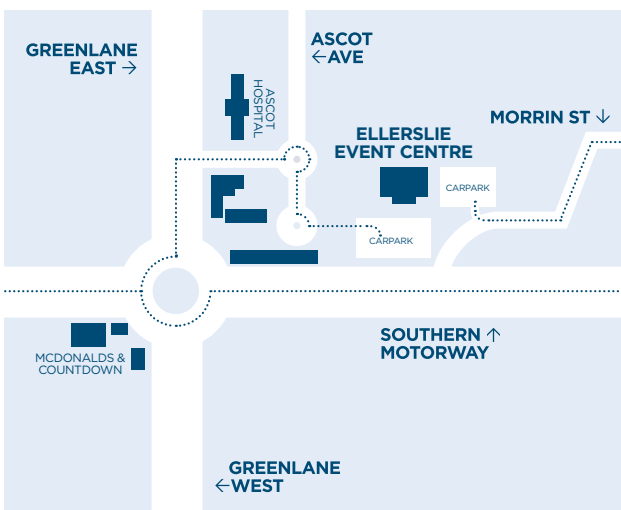 GREENLANE
EAST →
ASCOT
←AVE
ASCOT
HOSPITAL
MORRIN ST ↓
ELLERSLIE
EVENT CENTRE
CARPARK
CARPARK
MCDONALDS &
COUNTDOWN
SOUTHERN ↑
MOTORWAY
GREENLANE
←WEST